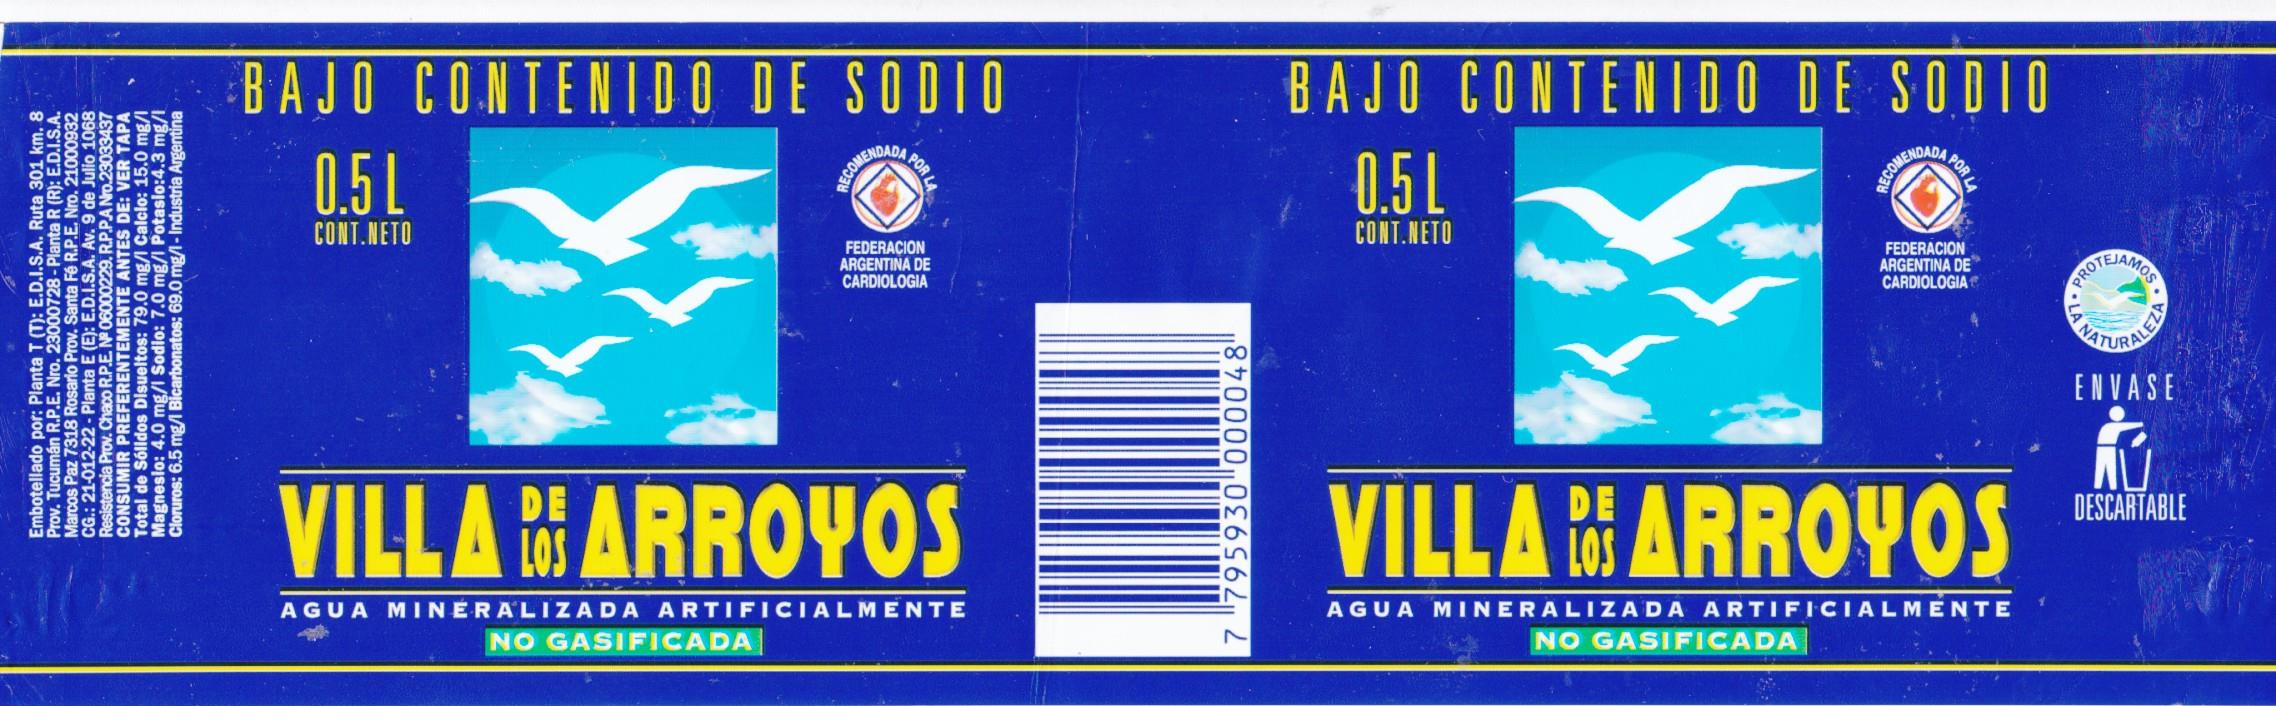 Embotellado por: Planta T (T): E.D.I.S.A. Ruta 301 km. 8
Prov. Tucumán R.P.E. Nro. 23000728 - Planta R (R): E.D.I.S.A.
Marcos Paz 7318 Rosario Prov. Santa Fé R.P.E. Nro. 21000932
CG.: 21-012-22 - Planta E (E): E.D.I.S.A. Av. 9 de Julio 1068
Resistencia Prov. Chaco R.P.E. Nº 06000229. R.P.P.A No.23033437
CONSUMIR PREFERENTEMENTE ANTES DE: VER TAPA
Total de Sólidos Disueltos: 79.0 mg/l Calcio: 15.0 mg/l
Magnesio: 4.0 mg/l Sodio: 7.0 mg/l Potasio:4.3 mg/l
Cloruros: 6.5 mg/l Bicarbonatos: 69.0 mg/l - Industria Argentina
BAJO CONTENIDO DE SODIO
0.5 L
CONT.NETO
RECOMENDADA POR LA
FEDERACION
ARGENTINA DE
CARDIOLOGIA
VILLA DE LOS ARROYOS
AGUA MINERALIZADA ARTIFICIALMENTE
NO GASIFICADA
7 795930 000048
BAJO CONTENIDO DE SODIO
0.5 L
CONT.NETO
RECOMENDADA POR LA
FEDERACION
ARGENTINA DE
CARDIOLOGIA
VILLA DE LOS ARROYOS
AGUA MINERALIZADA ARTIFICIALMENTE
NO GASIFICADA
PROTEJAMOS
LA NATURALEZA
ENVASE
DESCARTABLE